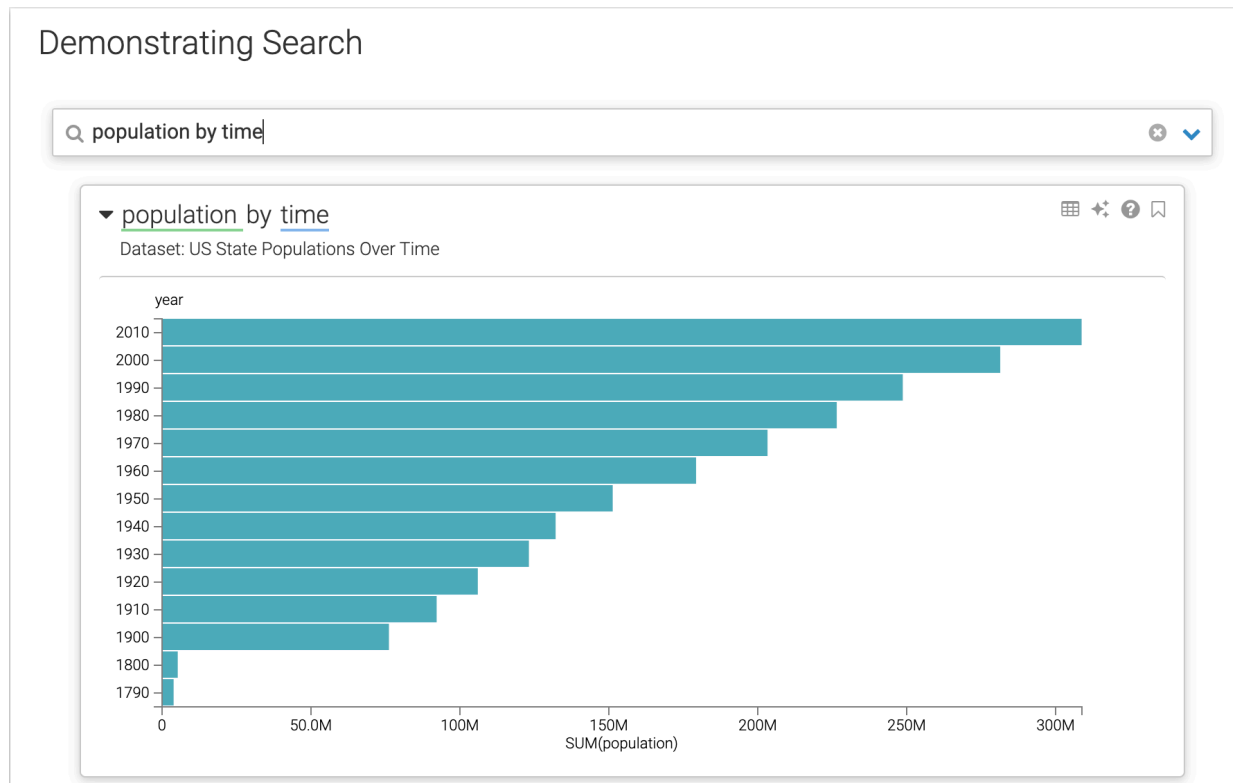 Demonstrating Search
population by time
population by time
Dataset: US State Populations Over Time
year
2010
2000
1990
1980
1970
1960
1950
1940
1930
1920
1910
1900
1800
1790
0 50.0M 100M 150M 200M 250M 300M
SUM(population)